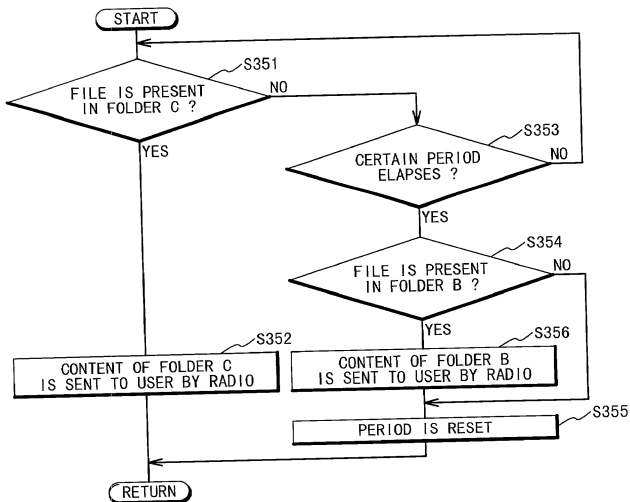 START
S351
FILE IS PRESENT
IN FOLDER C ?
NO
YES
S353
CERTAIN PERIOD
ELAPSES ?
NO
YES
S354
FILE IS PRESENT
IN FOLDER B ?
NO
YES
S352
CONTENT OF FOLDER C
IS SENT TO USER BY RADIO
S356
CONTENT OF FOLDER B
IS SENT TO USER BY RADIO
S355
PERIOD IS RESET
RETURN